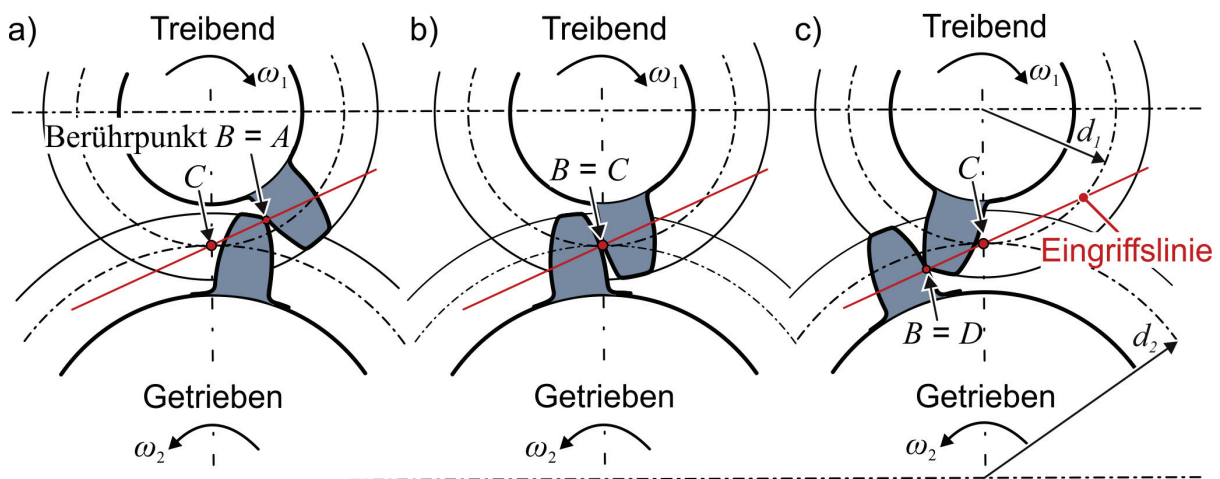 a)
Treibend
ω1
Berührpunkt B = A
C
Getrieben
ω2
b)
Treibend
ω1
B = C
Getrieben
ω2
c)
Treibend
ω1
d1
C
Eingriffslinie
B = D
d2
Getrieben
ω2